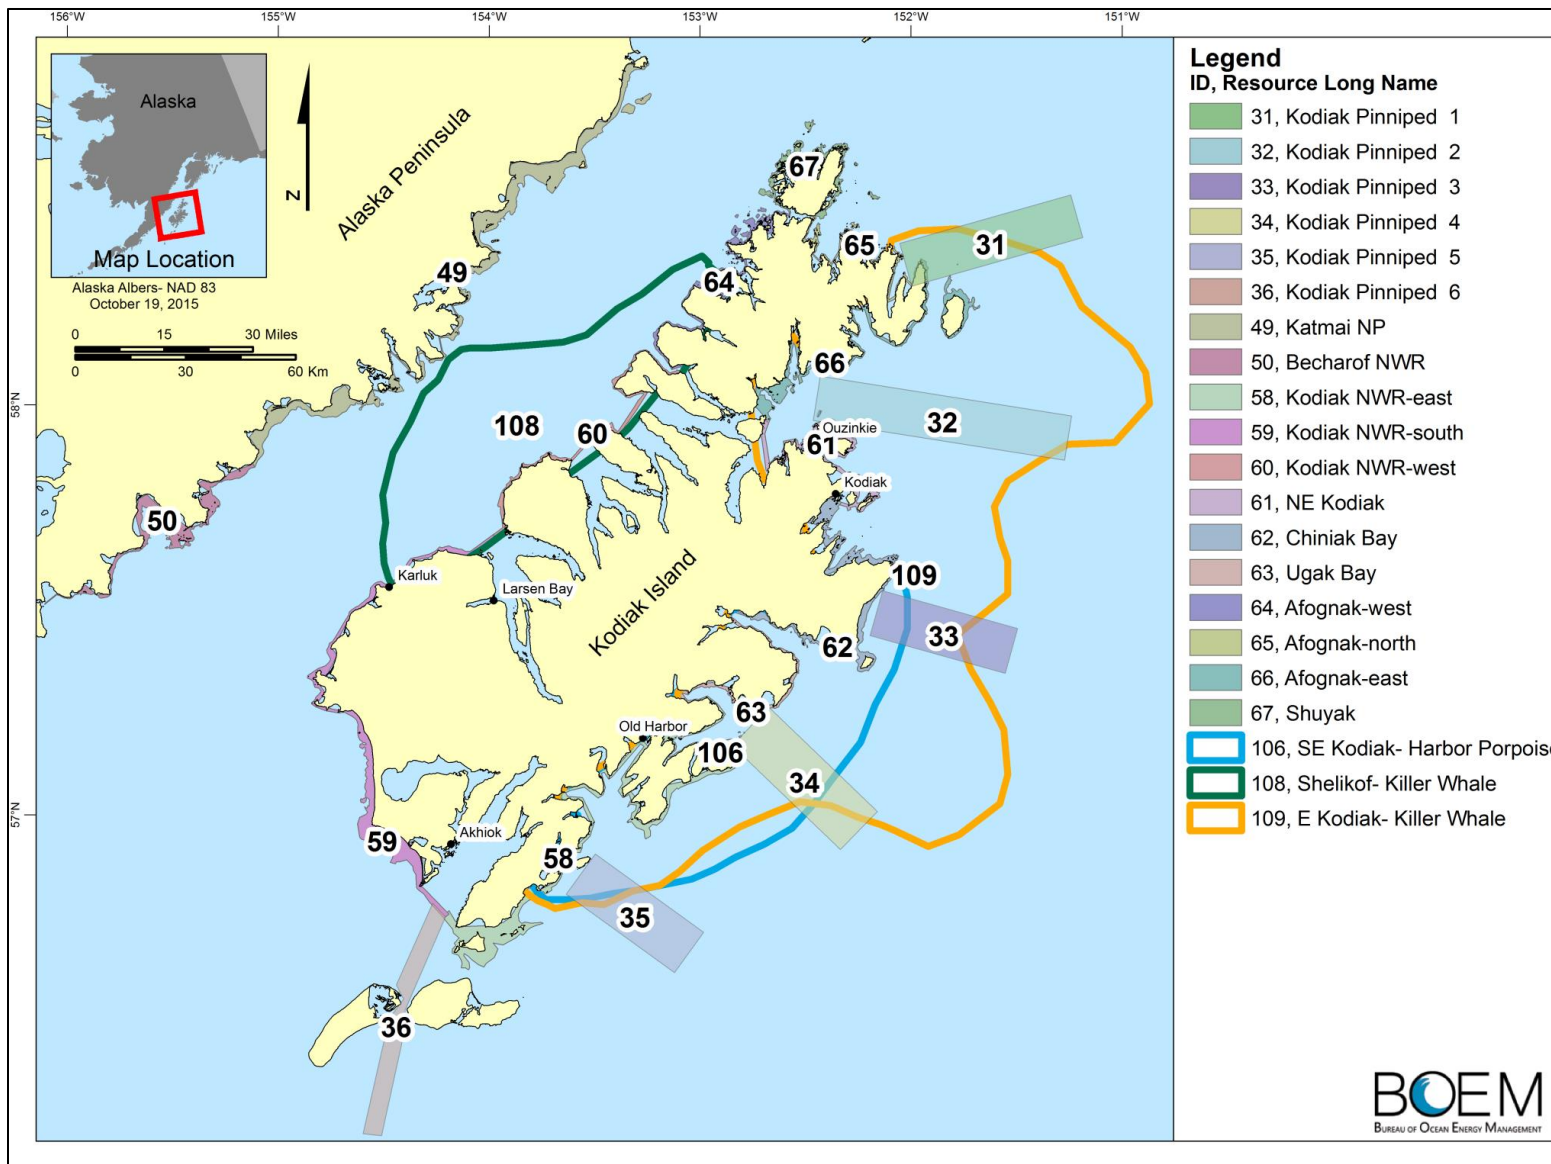 156°W
155°W
154°W
153°W
152°W
151°W
58°N
57°N
Alaska
Map Location
Alaska Albers- NAD 83
October 19, 2015
0 15 30 Miles
0 30 60 Km
N
Alaska Peninsula
Kodiak Island
67
65
31
49
64
66
32
108
60
Ouzinkie
61
Kodiak
50
Karluk
Larsen Bay
109
33
62
63
Old Harbor
106
34
59
Akhiok
58
35
36
Legend
ID, Resource Long Name
31, Kodiak Pinniped 1
32, Kodiak Pinniped 2
33, Kodiak Pinniped 3
34, Kodiak Pinniped 4
35, Kodiak Pinniped 5
36, Kodiak Pinniped 6
49, Katmai NP
50, Becharof NWR
58, Kodiak NWR-east
59, Kodiak NWR-south
60, Kodiak NWR-west
61, NE Kodiak
62, Chiniak Bay
63, Ugak Bay
64, Afognak-west
65, Afognak-north
66, Afognak-east
67, Shuyak
106, SE Kodiak- Harbor Porpoise
108, Shelikof- Killer Whale
109, E Kodiak- Killer Whale
BOEM
BUREAU OF OCEAN ENERGY MANAGEMENT